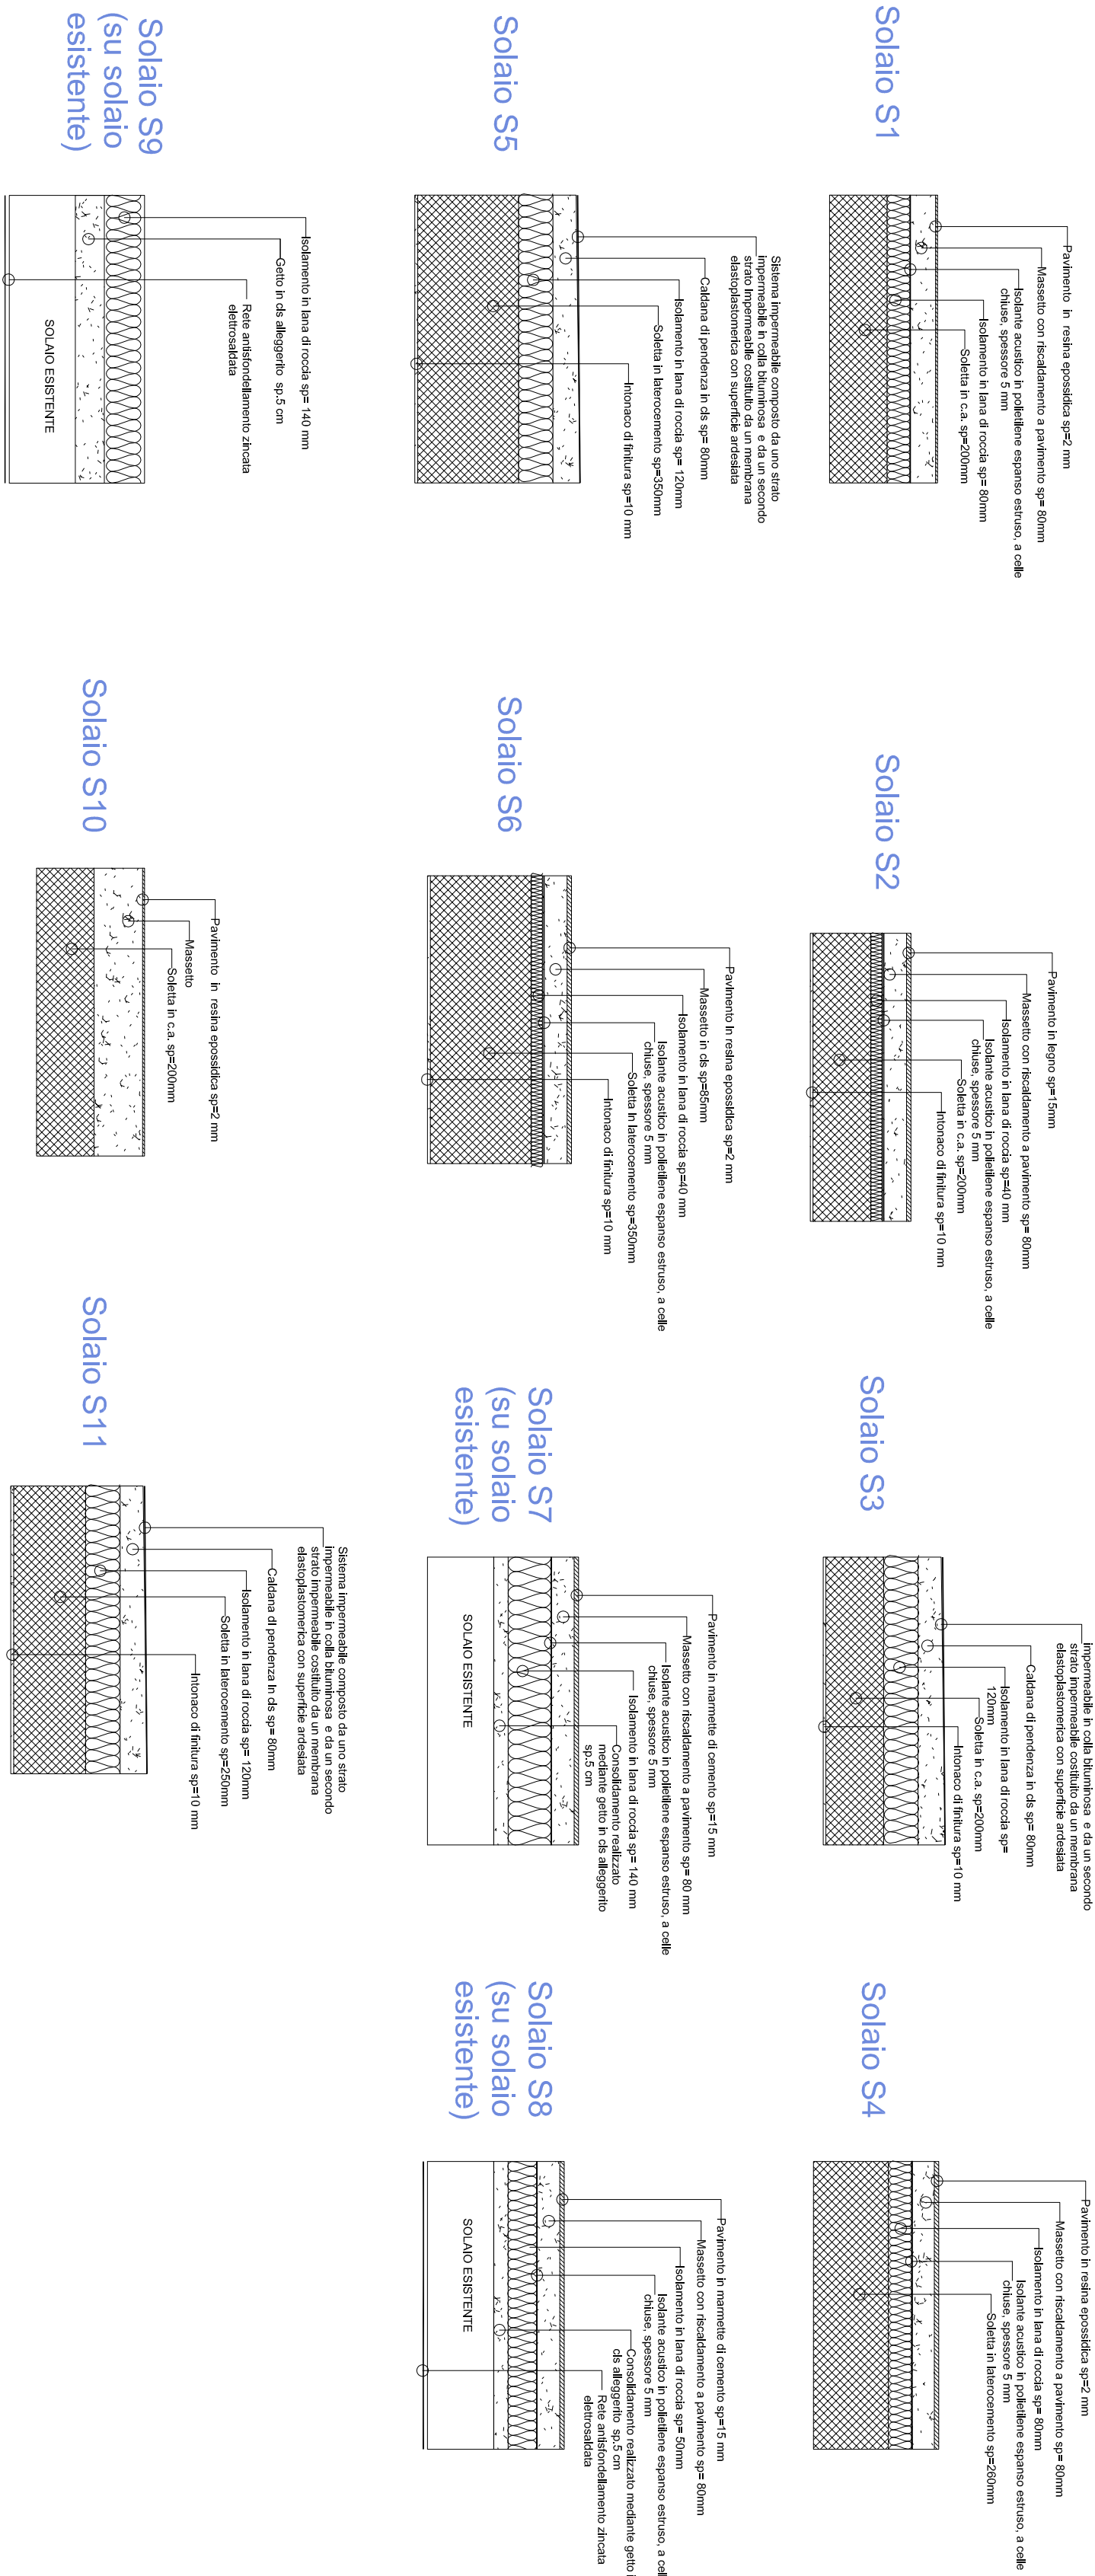 Solaio S1
Pavimento in resina epossidica sp=2 mm
Massetto con riscaldamento a pavimento sp= 80mm
Isolante acustico in polietilene espanso estruso, a celle
chiuse, spessore 5 mm
Isolamento in lana di roccia sp= 80mm
Soletta in c.a. sp=200mm
Solaio S2
Pavimento in legno sp=15mm
Massetto con riscaldamento a pavimento sp= 80mm
Isolamento in lana di roccia sp=40 mm
Isolante acustico in polietilene espanso estruso, a celle
chiuse, spessore 5 mm
Soletta in c.a. sp=200mm
Intonaco di finitura sp=10 mm
Solaio S3
impermeabile in colla bituminosa e da un secondo
strato impermeabile costituito da un membrana
elastoplastomerica con superficie ardesiata
Caldana di pendenza in cls sp= 80mm
Isolamento in lana di roccia sp=
120mm
Soletta in c.a. sp=200mm
Intonaco di finitura sp=10 mm
Solaio S4
Pavimento in resina epossidica sp=2 mm
Massetto con riscaldamento a pavimento sp= 80mm
Isolamento in lana di roccia sp= 80mm
Isolante acustico in polietilene espanso estruso, a celle
chiuse, spessore 5 mm
Soletta in laterocemento sp=260mm
Solaio S5
Sistema impermeabile composto da uno strato
impermeabile in colla bituminosa e da un secondo
strato impermeabile costituito da un membrana
elastoplastomerica con superficie ardesiata
Caldana di pendenza in cls sp= 80mm
Isolamento in lana di roccia sp= 120mm
Soletta in laterocemento sp=350mm
Intonaco di finitura sp=10 mm
Solaio S6
Pavimento in resina epossidica sp=2 mm
Massetto in cls sp=85mm
Isolamento in lana di roccia sp=40 mm
Isolante acustico in polietilene espanso estruso, a celle
chiuse, spessore 5 mm
Soletta in laterocemento sp=350mm
Intonaco di finitura sp=10 mm
Solaio S7
(su solaio
esistente)
Pavimento in marmette di cemento sp=15 mm
Massetto con riscaldamento a pavimento sp= 80 mm
Isolante acustico in polietilene espanso estruso, a celle
chiuse, spessore 5 mm
Isolamento in lana di roccia sp= 140 mm
Consolidamento realizzato
mediante getto in cls alleggerito
sp.5 cm
SOLAIO ESISTENTE
Solaio S8
(su solaio
esistente)
Pavimento in marmette di cemento sp=15 mm
Massetto con riscaldamento a pavimento sp= 80mm
Isolamento in lana di roccia sp= 50mm
Isolante acustico in polietilene espanso estruso, a cell
chiuse, spessore 5 mm
Consolidamento realizzato mediante getto i
cls alleggerito sp.5 cm
Rete antisfondellamento zincata
elettrosaldata
SOLAIO ESISTENTE
Solaio S9
(su solaio
esistente)
Isolamento in lana di roccia sp= 140 mm
Getto in cls alleggerito sp.5 cm
Rete antisfondellamento zincata
elettrosaldata
SOLAIO ESISTENTE
Solaio S10
Pavimento in resina epossidica sp=2 mm
Massetto
Soletta in c.a. sp=200mm
Solaio S11
Sistema impermeabile composto da uno strato
impermeabile in colla bituminosa e da un secondo
strato impermeabile costituito da un membrana
elastoplastomerica con superficie ardesiata
Caldana di pendenza in cls sp= 80mm
Isolamento in lana di roccia sp= 120mm
Soletta in laterocemento sp=250mm
Intonaco di finitura sp=10 mm